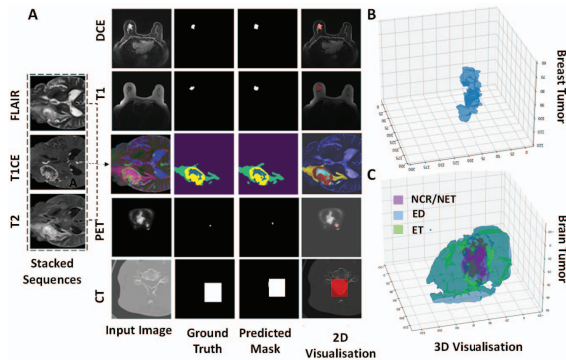 A
DCE
T1
FLAIR
T1CE
T2
PET
CT
Stacked
Sequences
Input Image
Ground
Truth
Predicted
Mask
2D
Visualisation
B
Breast Tumor
C
NCR/NET
ED
ET
Brain Tumor
3D Visualisation